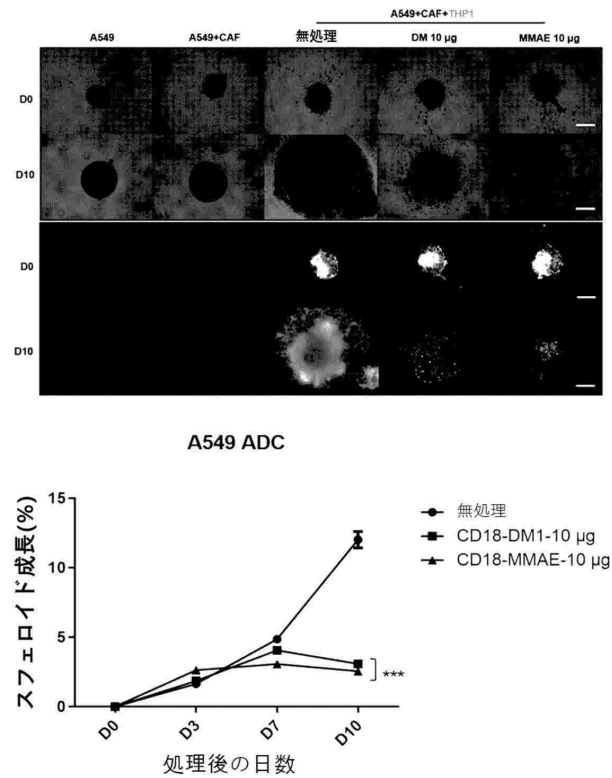 A549+CAF+THP1
A549 A549+CAF 無処理 DM 10 µg MMAE 10 µg
D0
D10
D0
D10
A549 ADC
スフェロイド成長(%)
15
10
5
0
D0 D3 D7 D10
処理後の日数
無処理
CD18-DM1-10 µg
CD18-MMAE-10 µg
***